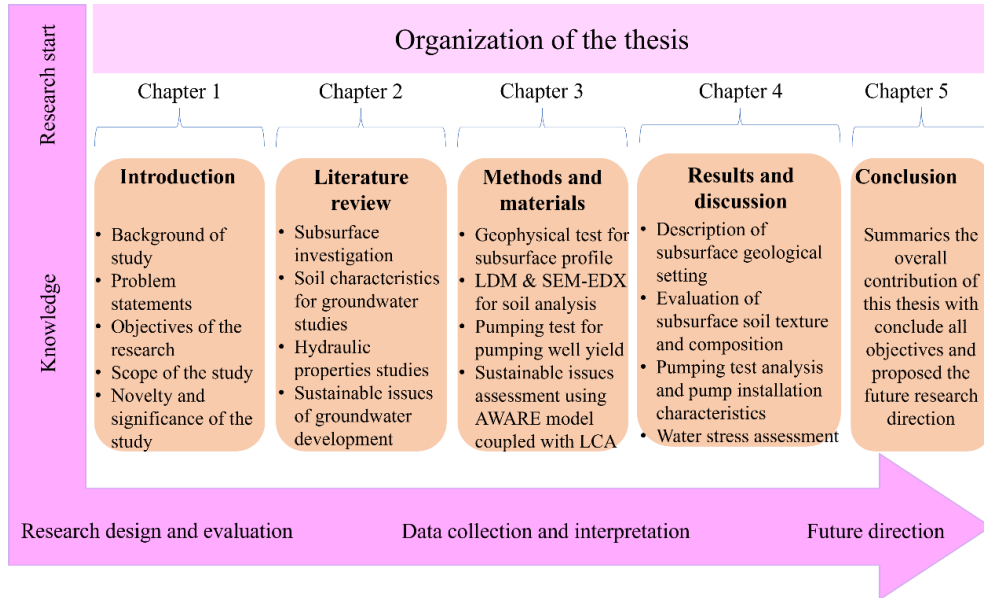 Research start
Organization of the thesis
Chapter 1
Introduction
• Background of
study
• Problem
statements
• Objectives of the
research
• Scope of the study
• Novelty and
significance of the
study
Chapter 2
Literature
review
• Subsurface
investigation
• Soil characteristics
for groundwater
studies
• Hydraulic
properties studies
• Sustainable issues
of groundwater
development
Chapter 3
Methods and
materials
• Geophysical test for
subsurface profile
• LDM & SEM-EDX
for soil analysis
• Pumping test for
pumping well yield
• Sustainable issues
assessment using
AWARE model
coupled with LCA
Chapter 4
Results and
discussion
• Description of
subsurface geological
setting
• Evaluation of
subsurface soil texture
and composition
• Pumping test analysis
and pump installation
characteristics
• Water stress assessment
Chapter 5
Conclusion
Summarics the
overall
contribution of
this thesis with
conclude all
objectives and
proposed the
future research
direction
Knowledge
Research design and evaluation
Data collection and interpretation
Future direction